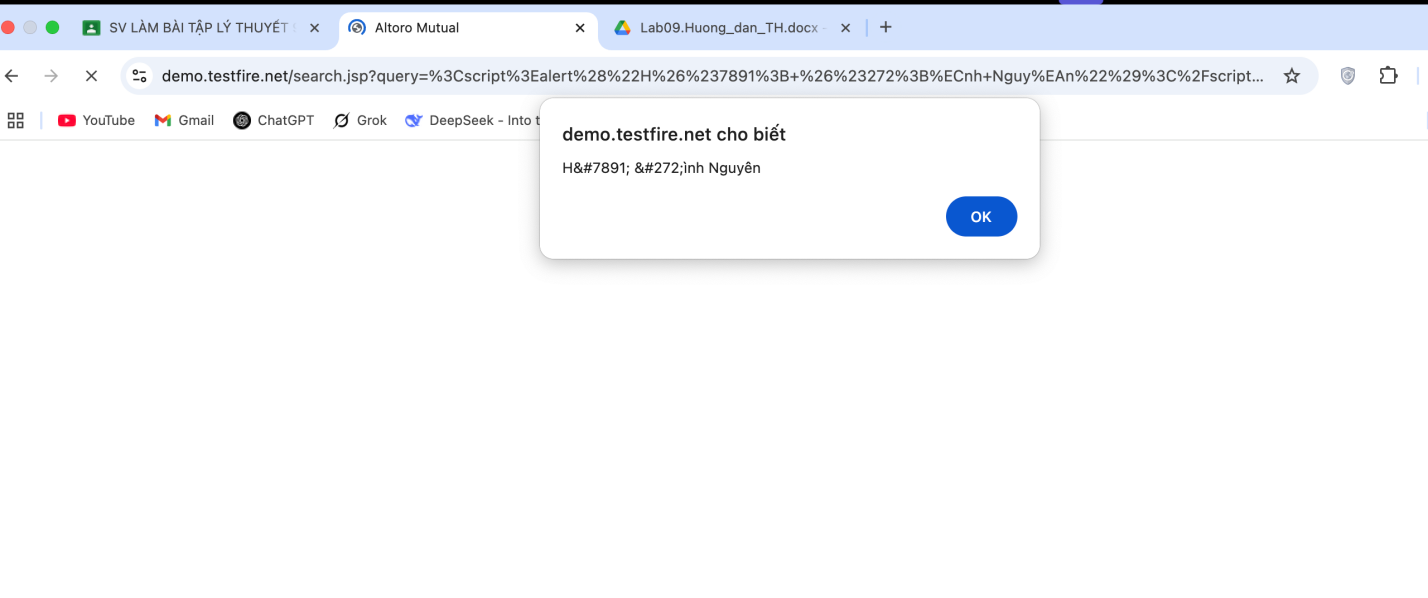 SV LÀM BÀI TẬP LÝ THUYẾT
Altoro Mutual
Lab09.Huong_dan_TH.docx -
demo.testfire.net/search.jsp?query=%3Cscript%3Ealert%28%22H%26%237891%3B+%26%23272%3B%ECnh+Nguy%EAn%22%29%3C%2Fscript...
YouTube
Gmail
ChatGPT
Grok
DeepSeek - Into t
demo.testfire.net cho biết
H&#7891; &#272;ình Nguyên
OK